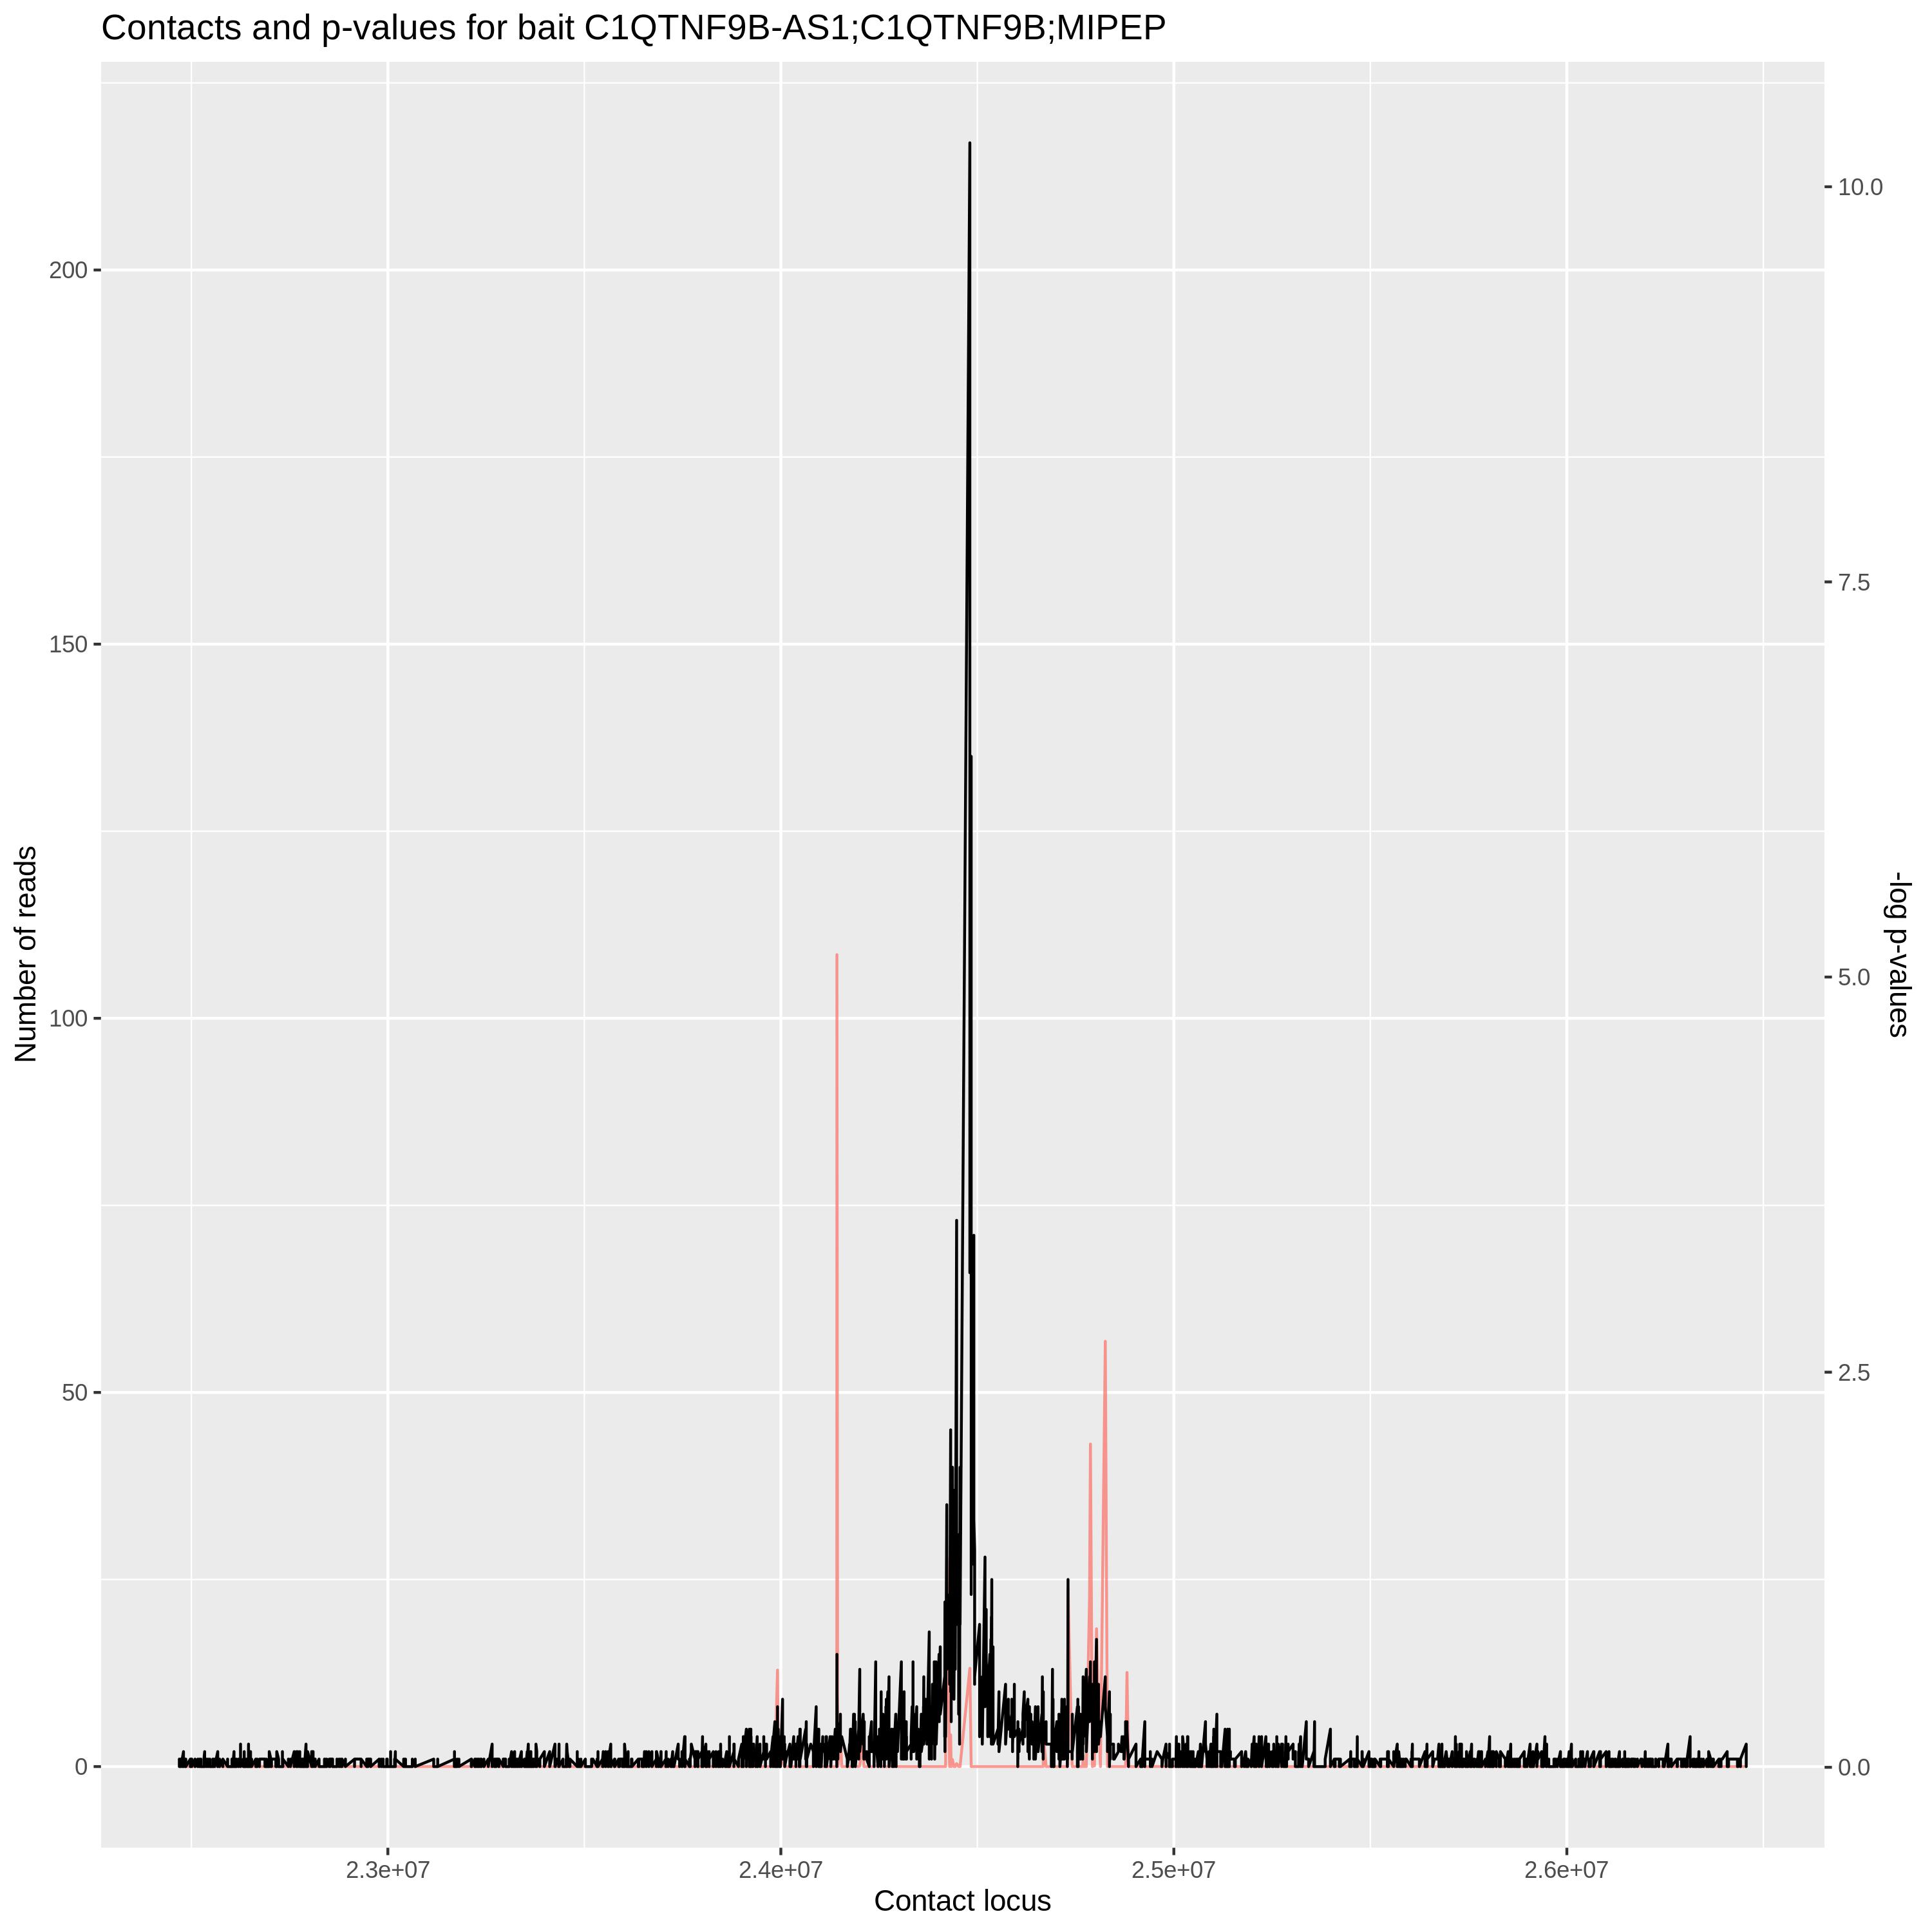 Contacts and p-values for bait C1QTNF9B-AS1;C1QTNF9B;MIPEP
Number of reads
200
150
100
50
0
10.0
7.5
5.0
2.5
0.0
-log p-values
2.3e+07
2.4e+07
2.5e+07
2.6e+07
Contact locus